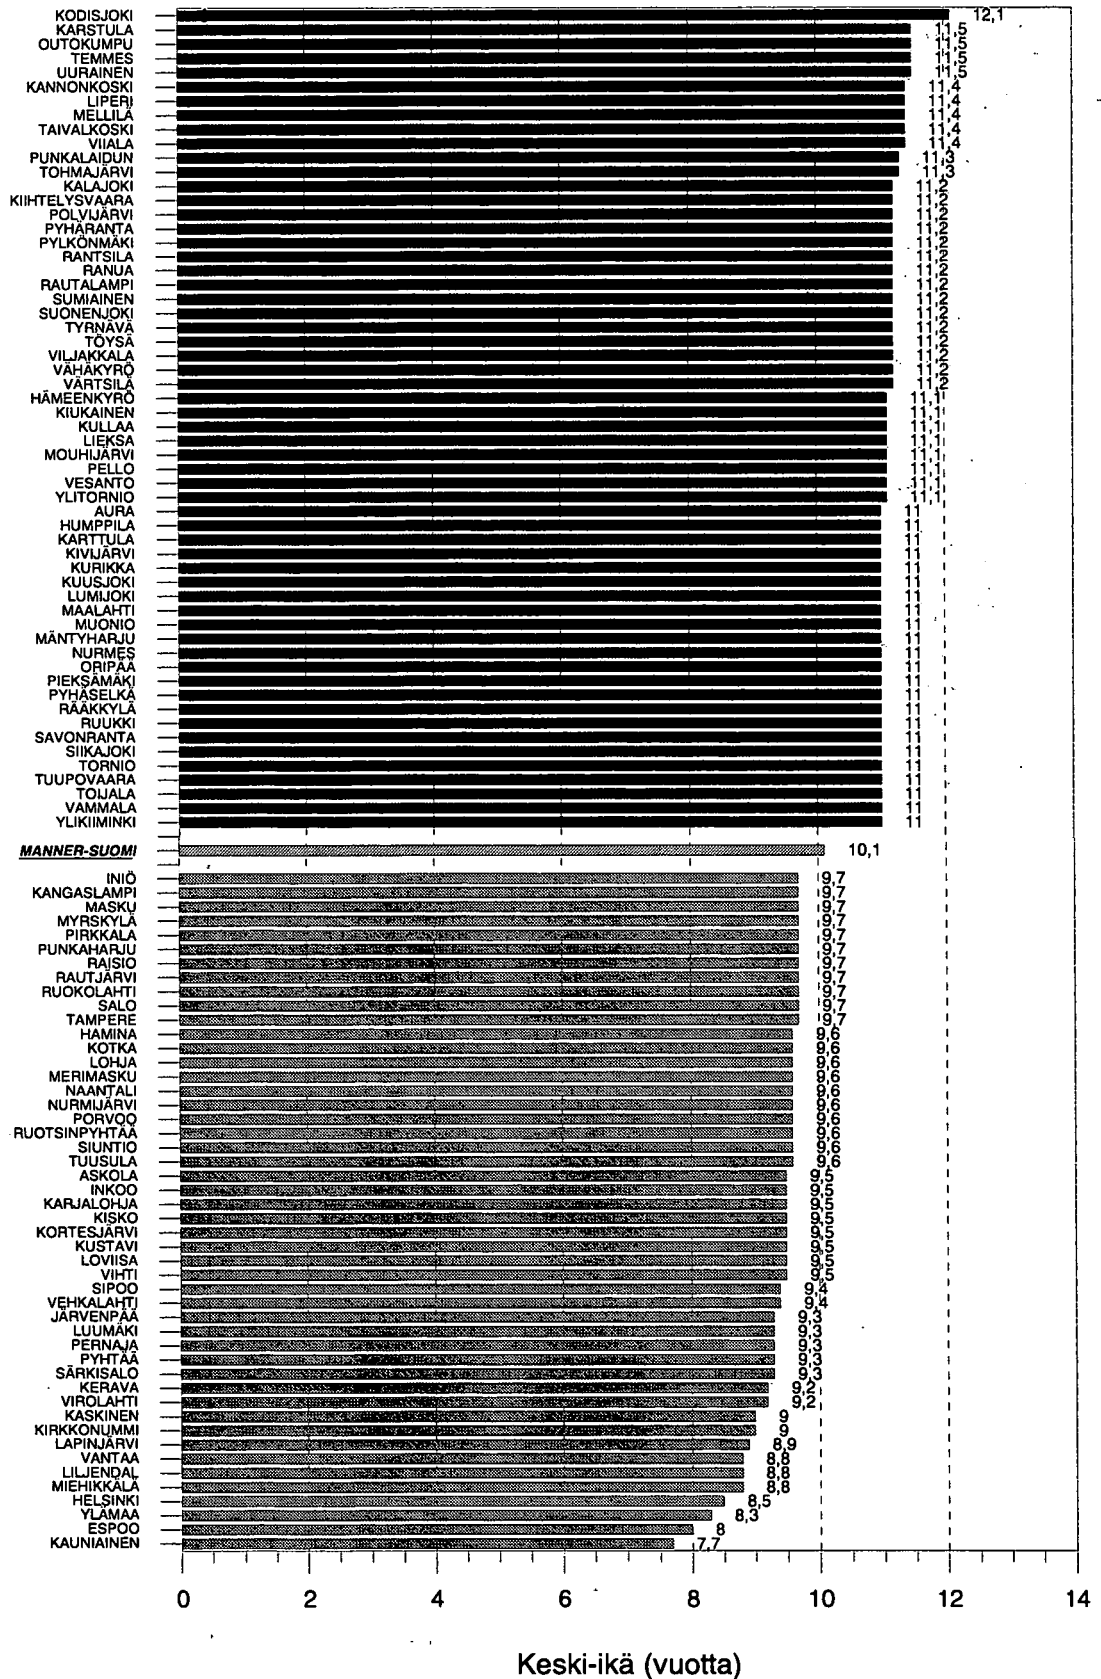 KODISJOKI 12,1
KARSTULA 11,5
OUTOKUMPU 11,5
TEMMES 11,5
UURAINEN 11,5
KANNONKOSKI 11,4
LIPERI 11,4
MELLILÄ 11,4
TAIVALKOSKI 11,4
VIIALA 11,4
PUNKALAIDUN 11,3
TOHMAJÄRVI 11,3
KALAJOKI 11,2
KIIHTELYSVAARA 11,2
POLVIJÄRVI 11,2
PYHÄRANTA 11,2
PYLKÖNMÄKI 11,2
RANTSILA 11,2
RANUA 11,2
RAUTALAMPI 11,2
SUMIAINEN 11,2
SUONENJOKI 11,2
TYRNÄVÄ 11,2
TÖYSÄ 11,2
VILJAKKALA 11,2
VÄHÄKYRÖ 11,2
VÄRTSILÄ 11,2
HÄMEENKYRÖ 11,1
KIUKAINEN 11,1
KULLAA 11,1
LIEKSA 11,1
MOUHIJÄRVI 11,1
PELLO 11,1
VESANTO 11,1
YLITORNIO 11,1
AURA 11
HUMPPILA 11
KARTTULA 11
KIVIJÄRVI 11
KURIKKA 11
KUUSJOKI 11
LUMIJOKI 11
MAALAHTI 11
MUONIO 11
MÄNTYHARJU 11
NURMES 11
ORIPÄÄ 11
PIEKSÄMÄKI 11
PYHÄSELKÄ 11
RÄÄKKYLÄ 11
RUUKKI 11
SAVONRANTA 11
SIIKAJOKI 11
TORNIO 11
TUUPOVAARA 11
TOIJALA 11
VAMMALA 11
YLIKIIMINKI 11
MANNER-SUOMI 10,1
INIÖ 9,7
KANGASLAMPI 9,7
MASKU 9,7
MYRSKYLÄ 9,7
PIRKKALA 9,7
PUNKAHARJU 9,7
RAISIO 9,7
RAUTJÄRVI 9,7
RUOKOLAHTI 9,7
SALO 9,7
TAMPERE 9,7
HAMINA 9,6
KOTKA 9,6
LOHJA 9,6
MERIMASKU 9,6
NAANTALI 9,6
NURMIJÄRVI 9,6
PORVOO 9,6
RUOTSINPYHTÄÄ 9,6
SIUNTIO 9,6
TUUSULA 9,6
ASKOLA 9,5
INKOO 9,5
KARJALOHJA 9,5
KISKO 9,5
KORTESJÄRVI 9,5
KUSTAVI 9,5
LOVIISA 9,5
VIHTI 9,5
SIPOO 9,4
VEHKALAHTI 9,4
JÄRVENPÄÄ 9,3
LUUMÄKI 9,3
PERNAJA 9,3
PYHTÄÄ 9,3
SÄRKISALO 9,3
KERAVA 9,2
VIROLAHTI 9,2
KASKINEN 9
KIRKKONUMMI 9
LAPINJÄRVI 8,9
VANTAA 8,8
LILJENDAL 8,8
MIEHIKKÄLÄ 8,8
HELSINKI 8,5
YLÄMAA 8,3
ESPOO 8
KAUNIAINEN 7,7
0 2 4 6 8 10 12 14
Keski-ikä (vuotta)